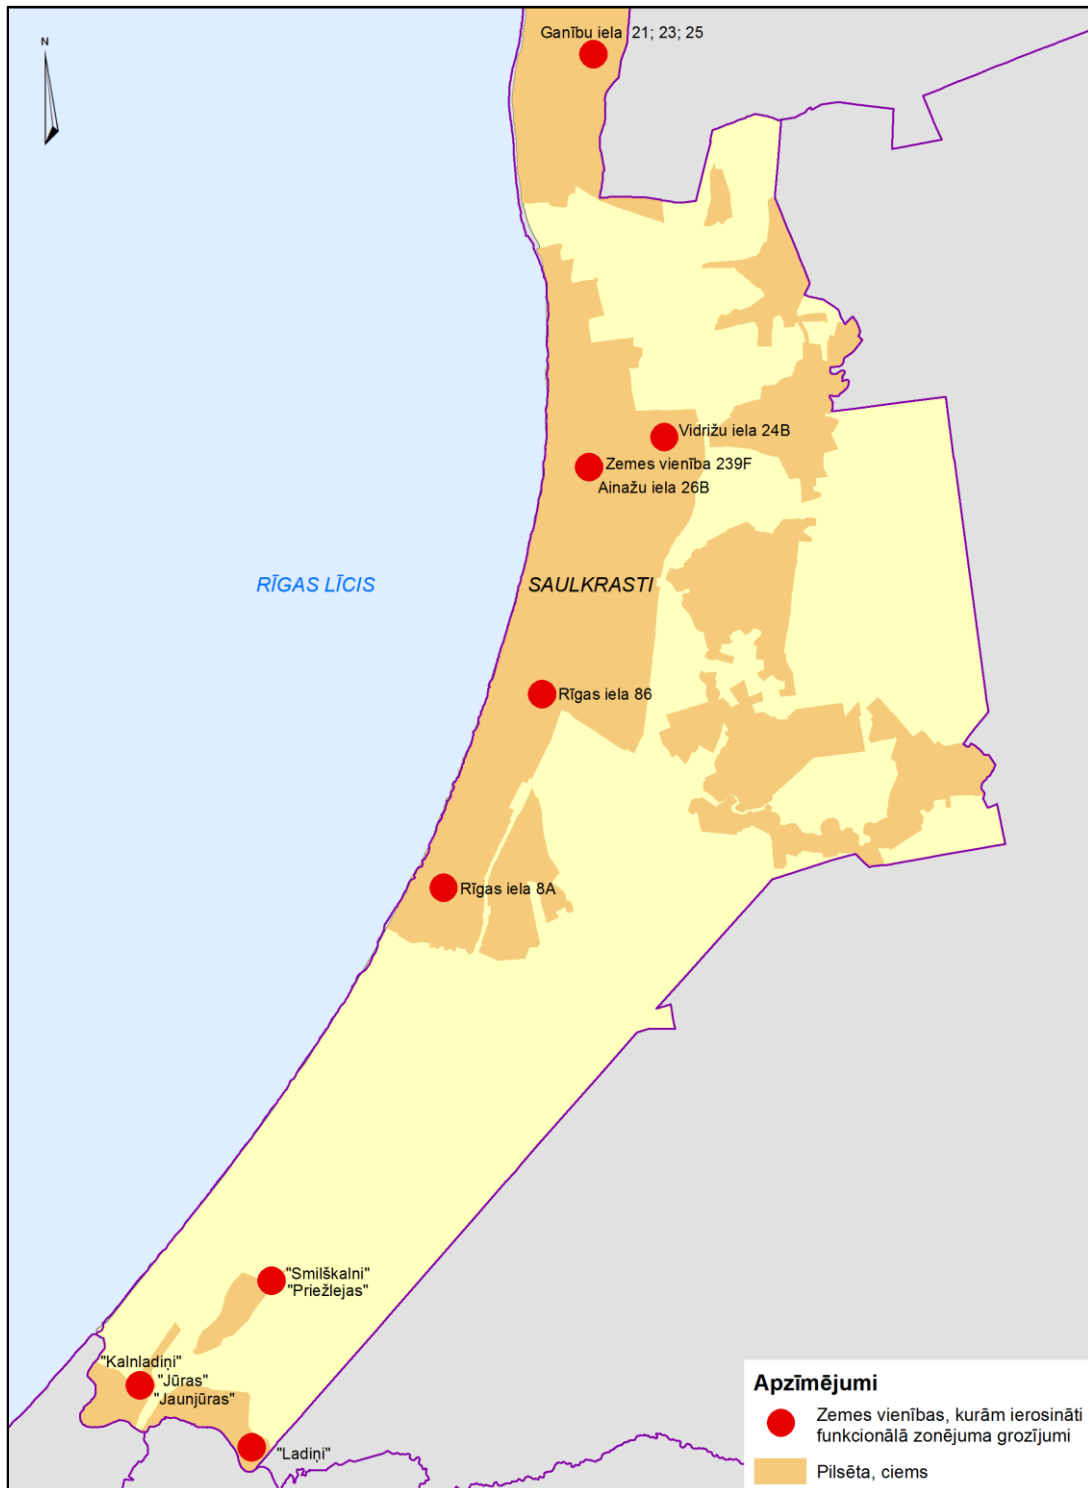 Ganību iela 21; 23; 25
N
Vidrižu iela 24B
Zemes vienība 239F
Ainažu iela 26B
RĪGAS LĪCIS
SAULKRASTI
Rīgas iela 86
Rīgas iela 8A
"Smilškalni"
"Priežlejas"
"Kalnladiņi"
"Jūras"
"Jaunjūras"
"Ladiņi"
Apzīmējumi
Zemes vienības, kurām ierosināti
funkcionālā zonējuma grozījumi
Pilsēta, ciems